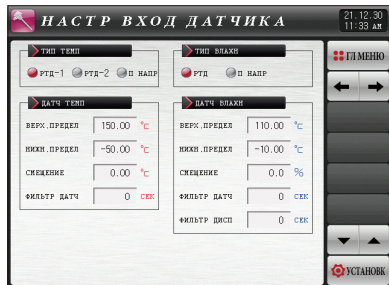 НАСТР ВХОД ДАТЧИКА
21.12.30
11:33 AM
ТИП ТЕМП
РТД-1 РТД-2 П НАПР
ТИП ВЛАЖН
РТД П НАПР
ДАТЧ ТЕМП
ВЕРХ.ПРЕДЕЛ 150.00 °C
НИЖН.ПРЕДЕЛ -50.00 °C
СМЕЩЕНИЕ 0.00 °C
ФИЛЬТР ДАТЧ 0 СЕК
ДАТЧ ВЛАЖН
ВЕРХ.ПРЕДЕЛ 110.00 °C
НИЖН.ПРЕДЕЛ -10.00 °C
СМЕЩЕНИЕ 0.0 %
ФИЛЬТР ДАТЧ 0 СЕК
ФИЛЬТР ДИСП 0 СЕК
ГЛ МЕНЮ
УСТАНОВК